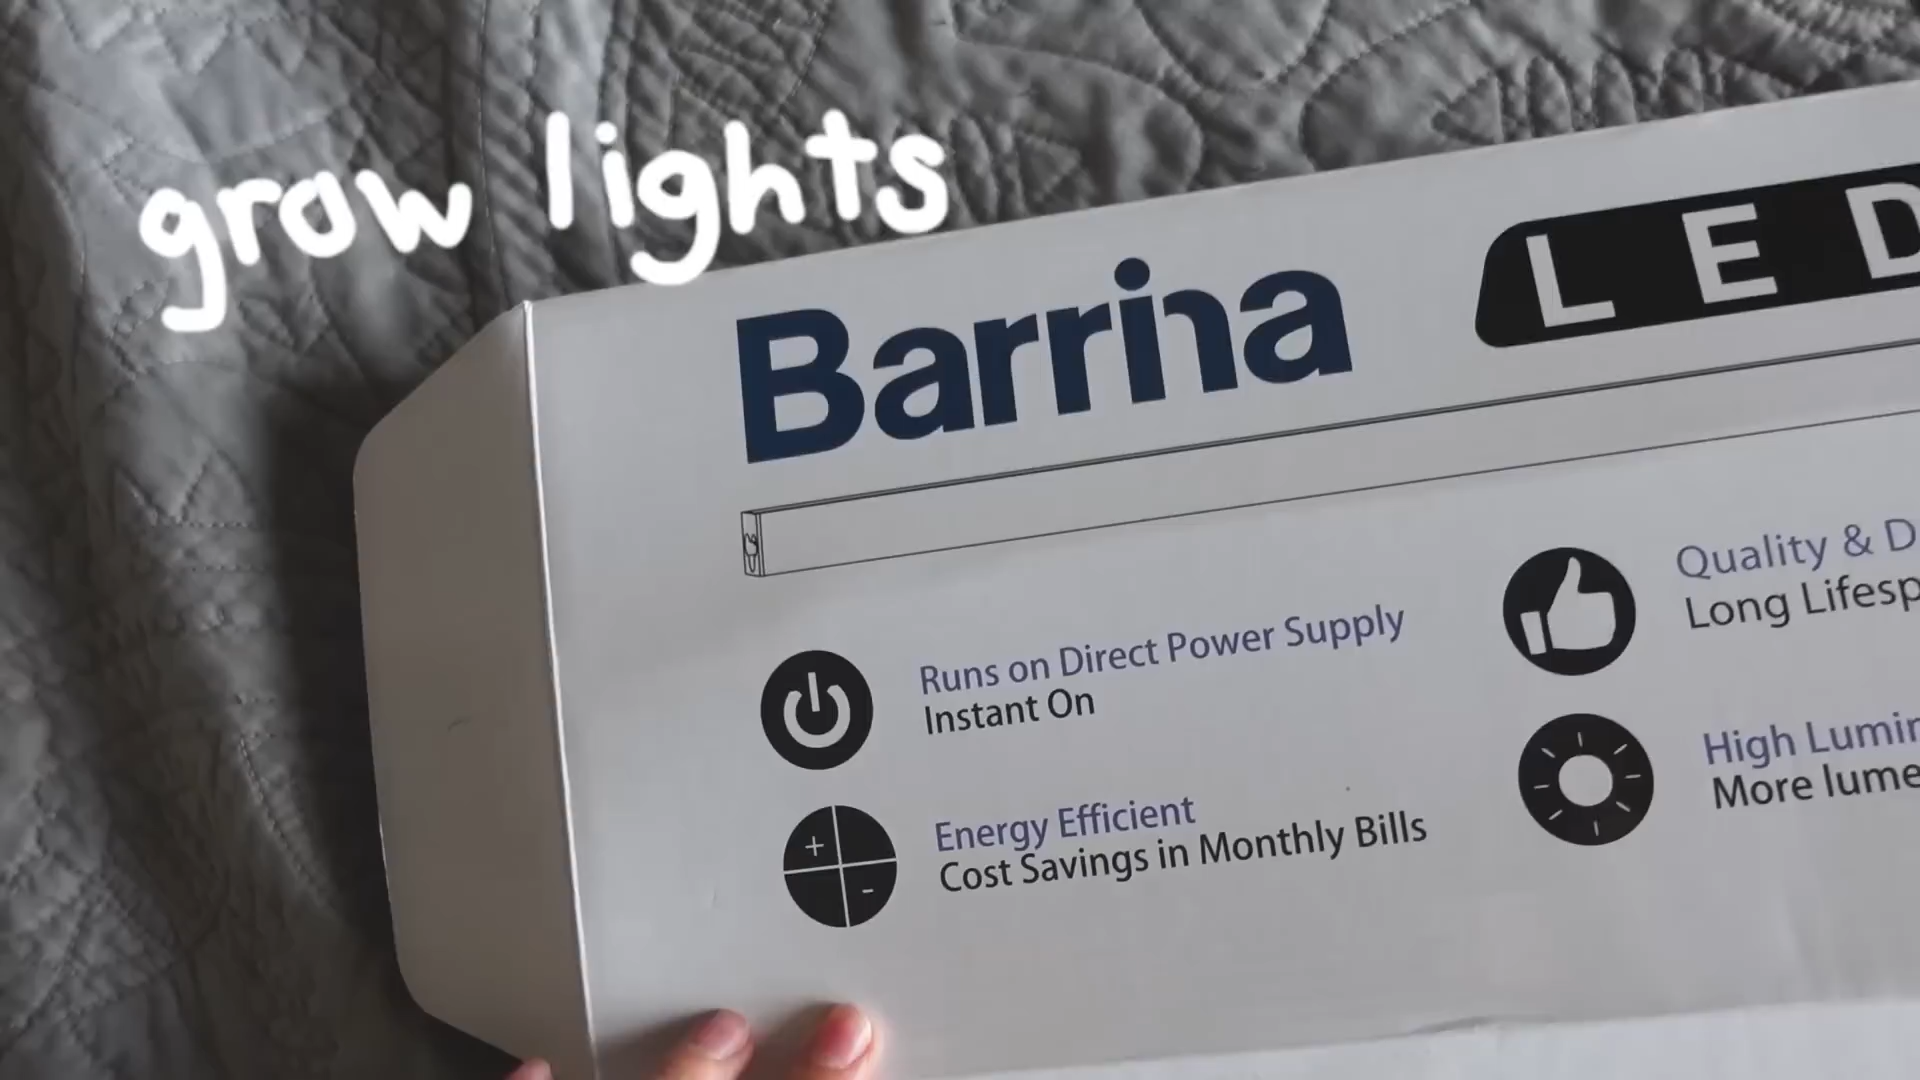 grow lights
Barrina
LED
Runs on Direct Power Supply
Instant On
Energy Efficient
Cost Savings in Monthly Bills
Quality & D
Long Lifesp
High Lumin
More lume
+
-